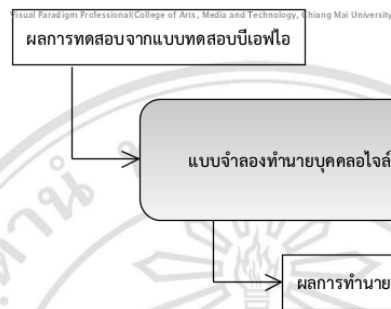 Visual Paradigm Professional(College of Arts, Media and Technology, Chiang Mai University
ผลการทดสอบจากแบบทดสอบบีเอฟไอ
แบบจำลองทำนายบุคคลอไจล์
ผลการทำนาย